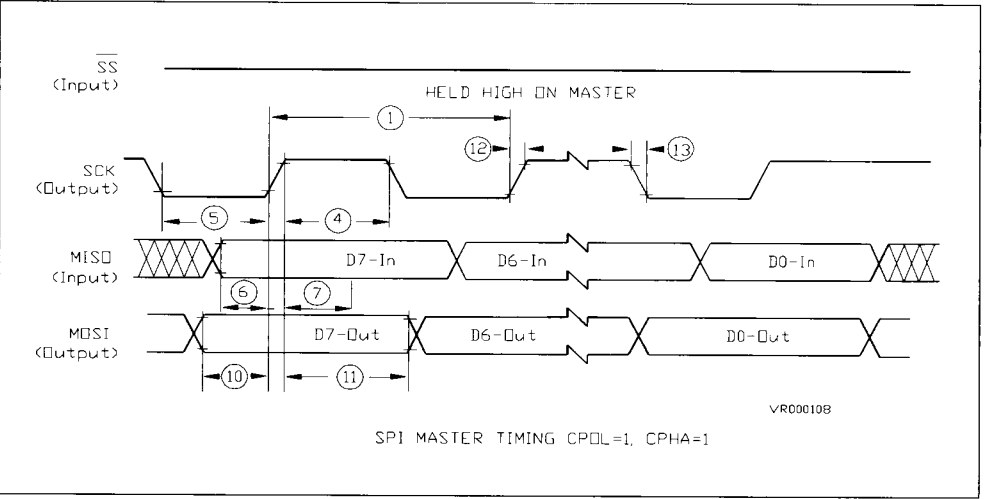 SS
(Input)
HELD HIGH ON MASTER
1
12
13
SCK
(Output)
5
4
MISO
(Input)
D7-In
D6-In
D0-In
6
7
MOSI
(Output)
D7-Out
D6-Out
D0-Out
10
11
VR000108
SPI MASTER TIMING CPOL=1, CPHA=1